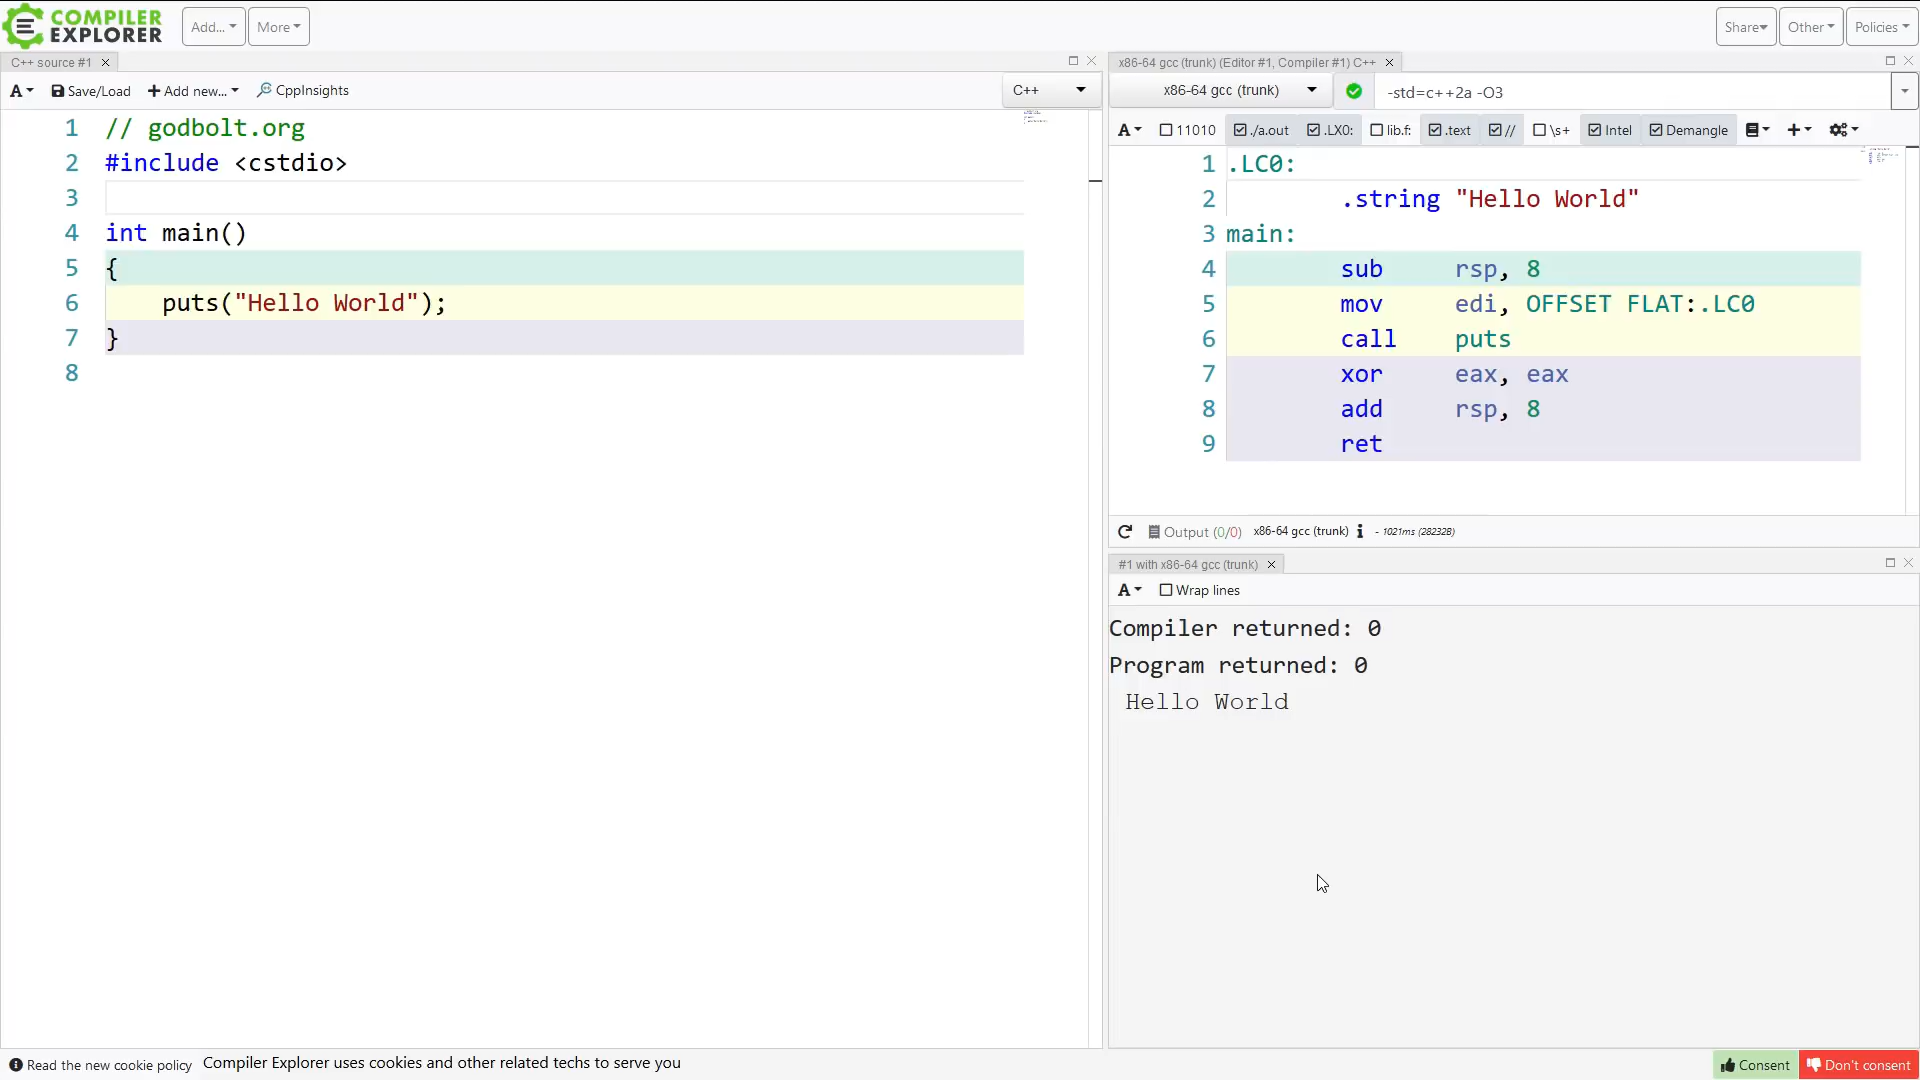 COMPILER
EXPLORER
Add...
More
Share
Other
Policies
C++ source #1
A
Save/Load
Add new...
CppInsights
C++
1 // godbolt.org
2 #include <cstdio>
3
4 int main()
5 {
6 puts("Hello World");
7 }
8
x86-64 gcc (trunk) (Editor #1, Compiler #1) C++
x86-64 gcc (trunk)
-std=c++2a -O3
A
11010
./a.out
.LX0:
lib.f:
.text
//
\s+
Intel
Demangle
1 .LC0:
2 .string "Hello World"
3 main:
4 sub rsp, 8
5 mov edi, OFFSET FLAT:.LC0
6 call puts
7 xor eax, eax
8 add rsp, 8
9 ret
Output (0/0) x86-64 gcc (trunk) i - 1021ms (28232B)
#1 with x86-64 gcc (trunk)
A
Wrap lines
Compiler returned: 0
Program returned: 0
Hello World
Read the new cookie policy Compiler Explorer uses cookies and other related techs to serve you
Consent
Don't consent